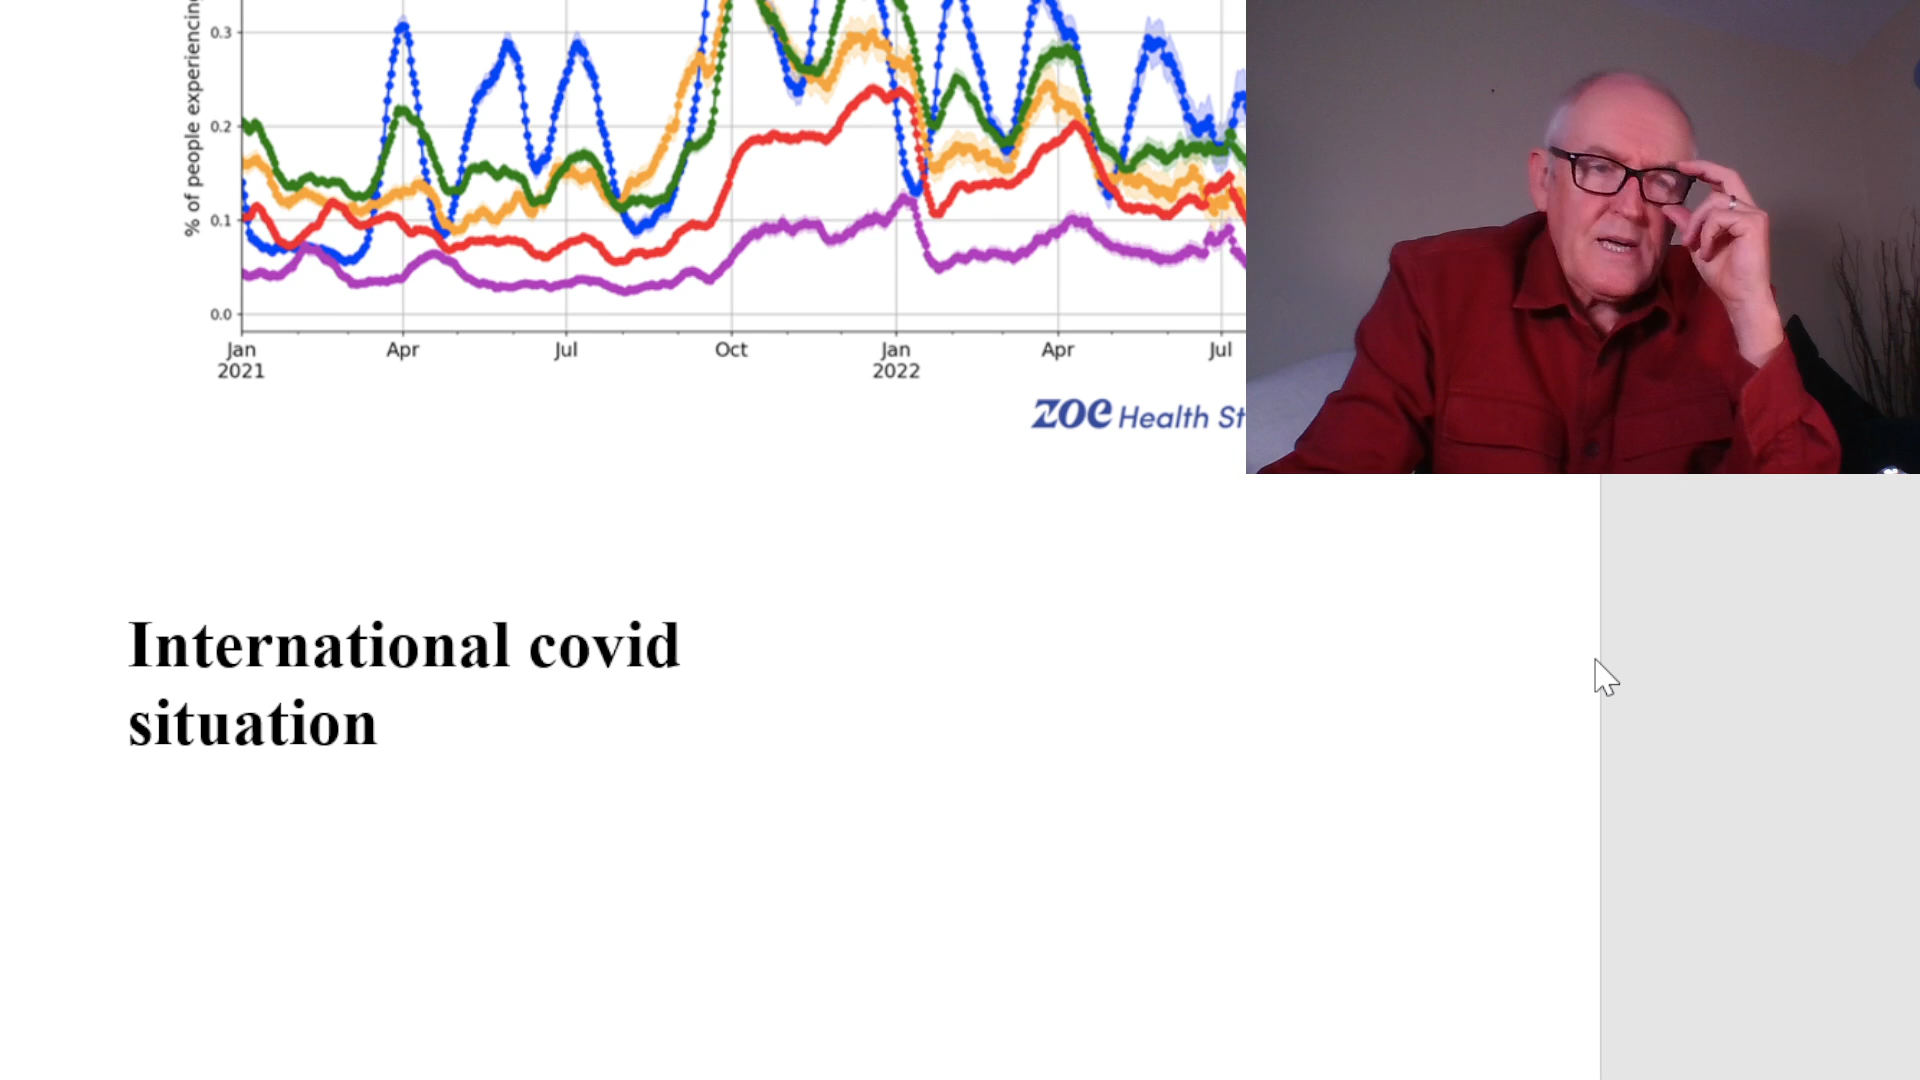 % of people experiencing
0.3
0.2
0.1
0.0
Jan Apr Jul Oct Jan Apr Jul
2021 2022
ZOE Health St
International covid
situation